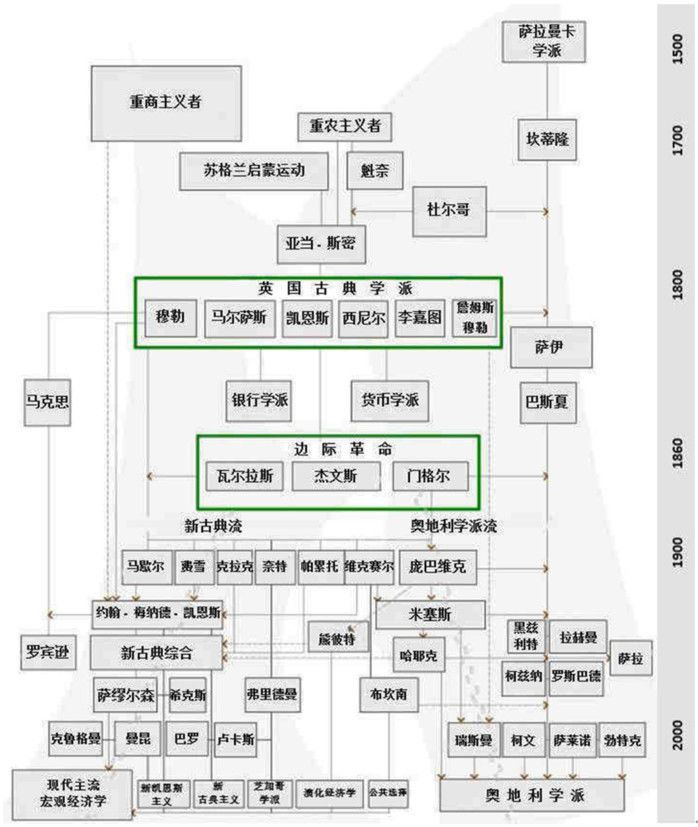 萨拉曼卡
学派
1500
重商主义者
重农主义者
坎蒂隆
1700
苏格兰启蒙运动
魁奈
杜尔哥
亚当·斯密
英国古典学派
1800
穆勒
马尔萨斯
凯恩斯
西尼尔
李嘉图
詹姆斯
穆勒
萨伊
马克思
银行学派
货币学派
巴斯夏
边际革命
1860
瓦尔拉斯
杰文斯
门格尔
新古典流
奥地利学派流
1900
马歇尔
费雪
克拉克
奈特
帕累托
维克赛尔
庞巴维克
约翰·梅纳德·凯恩斯
米塞斯
熊彼特
黑兹
利特
拉赫曼
罗宾逊
新古典综合
哈耶克
萨拉
柯兹纳
罗斯巴德
萨缪尔森
希克斯
弗里德曼
布坎南
2000
克鲁格曼
曼昆
巴罗
卢卡斯
瑞斯曼
柯文
萨莱诺
勃特克
现代主流
宏观经济学
新凯恩斯
主义
新
古典主义
芝加哥
学派
演化经济学
公共选择
奥地利学派